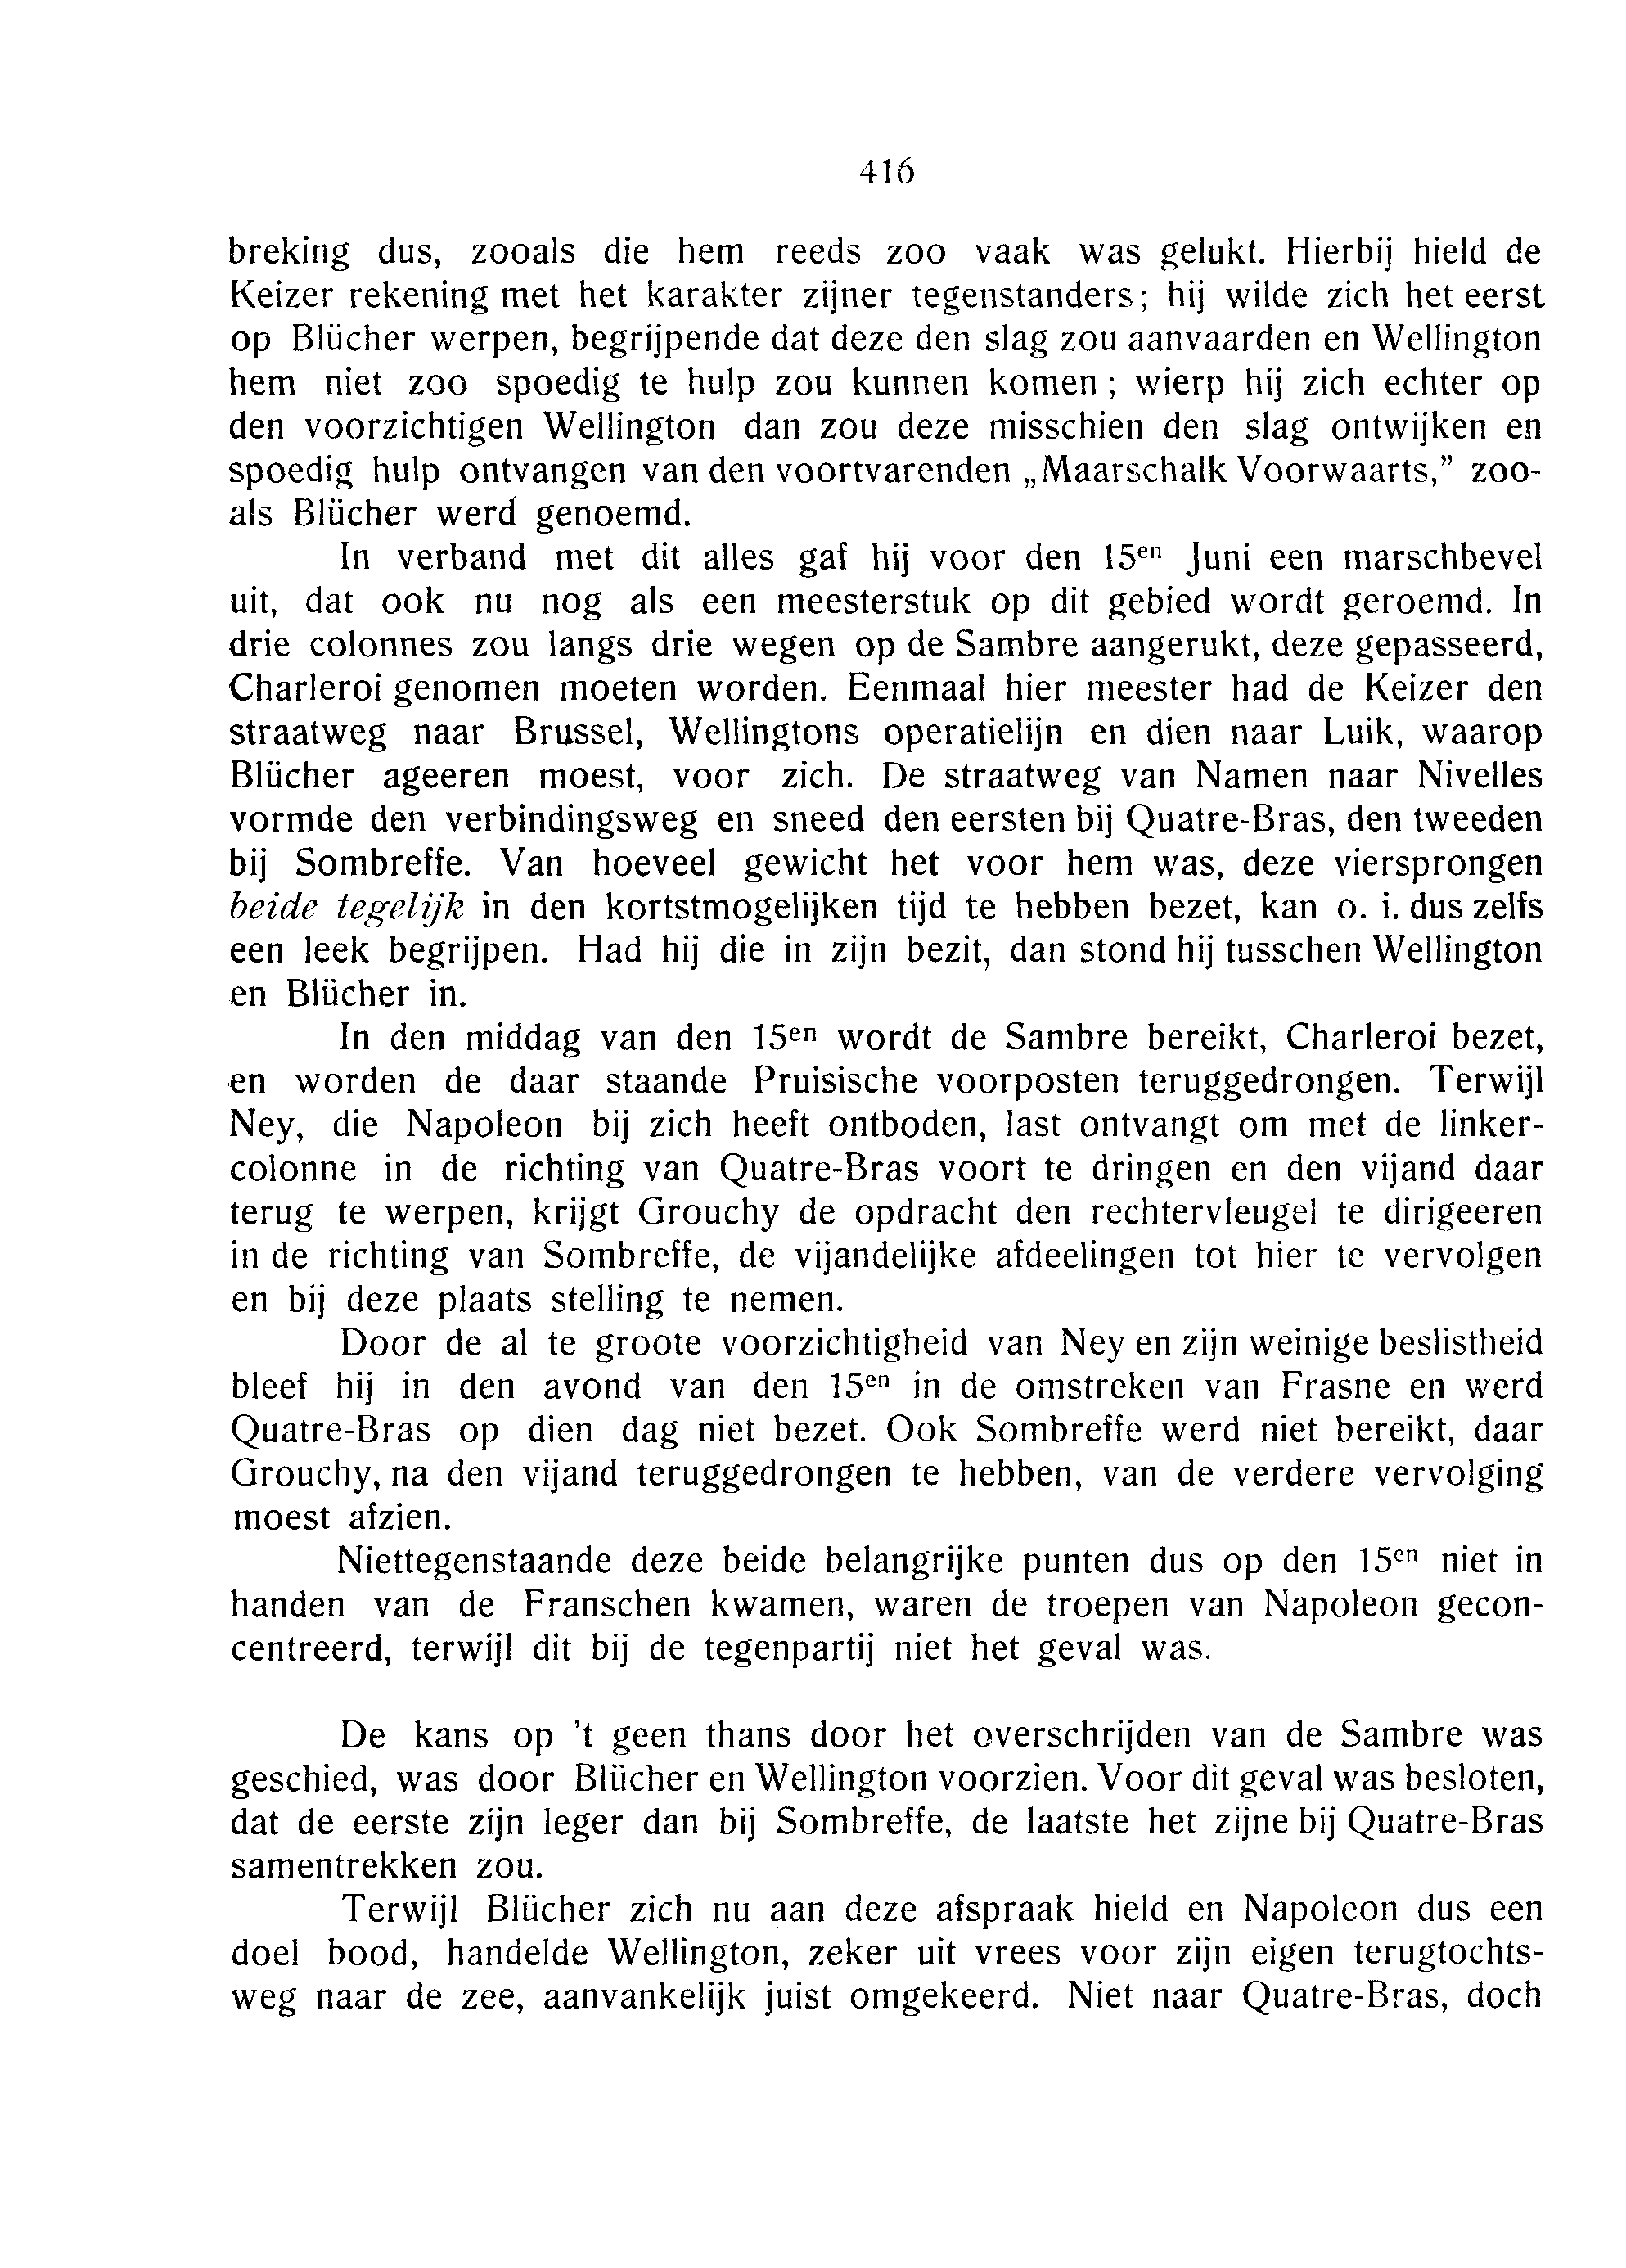 416
breking dus, zooals die hem reeds zoo vaak was gelukt. Hierbij hield de
Keizer rekening met het karakter zijner tegenstanders; hij wilde zich het eerst
op Blücher werpen, begrijpende dat deze den slag zou aanvaarden en Wellington
hem niet zoo spoedig te hulp zou kunnen komen; wierp hij zich echter op
den voorzichtigen Wellington dan zou deze misschien den slag ontwijken en
spoedig hulp ontvangen van den voortvarenden „Maarschalk Voorwaarts,” zoo-
als Blücher werd genoemd.
In verband met dit alles gaf hij voor den 15en Juni een marschbevel
uit, dat ook nu nog als een meesterstuk op dit gebied wordt geroemd. In
drie colonnes zou langs drie wegen op de Sambre aangerukt, deze gepasseerd,
Charleroi genomen moeten worden. Eenmaal hier meester had de Keizer den
straatweg naar Brussel, Wellingtons operatielijn en dien naar Luik, waarop
Blücher ageeren moest, voor zich. De straatweg van Namen naar Nivelles
vormde den verbindingsweg en sneed den eersten bij Quatre-Bras, den tweeden
bij Sombreffe. Van hoeveel gewicht het voor hem was, deze viersprongen
beide tegelijk in den kortstmogelijken tijd te hebben bezet, kan o. i. dus zelfs
een leek begrijpen. Had hij die in zijn bezit, dan stond hij tusschen Wellington
en Blücher in.
In den middag van den 15en wordt de Sambre bereikt, Charleroi bezet,
en worden de daar staande Pruisische voorposten teruggedrongen. Terwijl
Ney, die Napoleon bij zich heeft ontboden, last ontvangt om met de linker-
colonne in de richting van Quatre-Bras voort te dringen en den vijand daar
terug te werpen, krijgt Grouchy de opdracht den rechtervleugel te dirigeeren
in de richting van Sombreffe, de vijandelijke afdeelingen tot hier te vervolgen
en bij deze plaats stelling te nemen.
Door de al te groote voorzichtigheid van Ney en zijn weinige beslistheid
bleef hij in den avond van den 15en in de omstreken van Frasne en werd
Quatre-Bras op dien dag niet bezet. Ook Sombreffe werd niet bereikt, daar
Grouchy, na den vijand teruggedrongen te hebben, van de verdere vervolging
moest afzien.
Niettegenstaande deze beide belangrijke punten dus op den 15en niet in
handen van de Franschen kwamen, waren de troepen van Napoleon gecon-
centreerd, terwijl dit bij de tegenpartij niet het geval was.
De kans op 't geen thans door het overschrijden van de Sambre was
geschied, was door Blücher en Wellington voorzien. Voor dit geval was besloten,
dat de eerste zijn leger dan bij Sombreffe, de laatste het zijne bij Quatre-Bras
samentrekken zou.
Terwijl Blücher zich nu aan deze afspraak hield en Napoleon dus een
doel bood, handelde Wellington, zeker uit vrees voor zijn eigen terugtochts-
weg naar de zee, aanvankelijk juist omgekeerd. Niet naar Quatre-Bras, doch